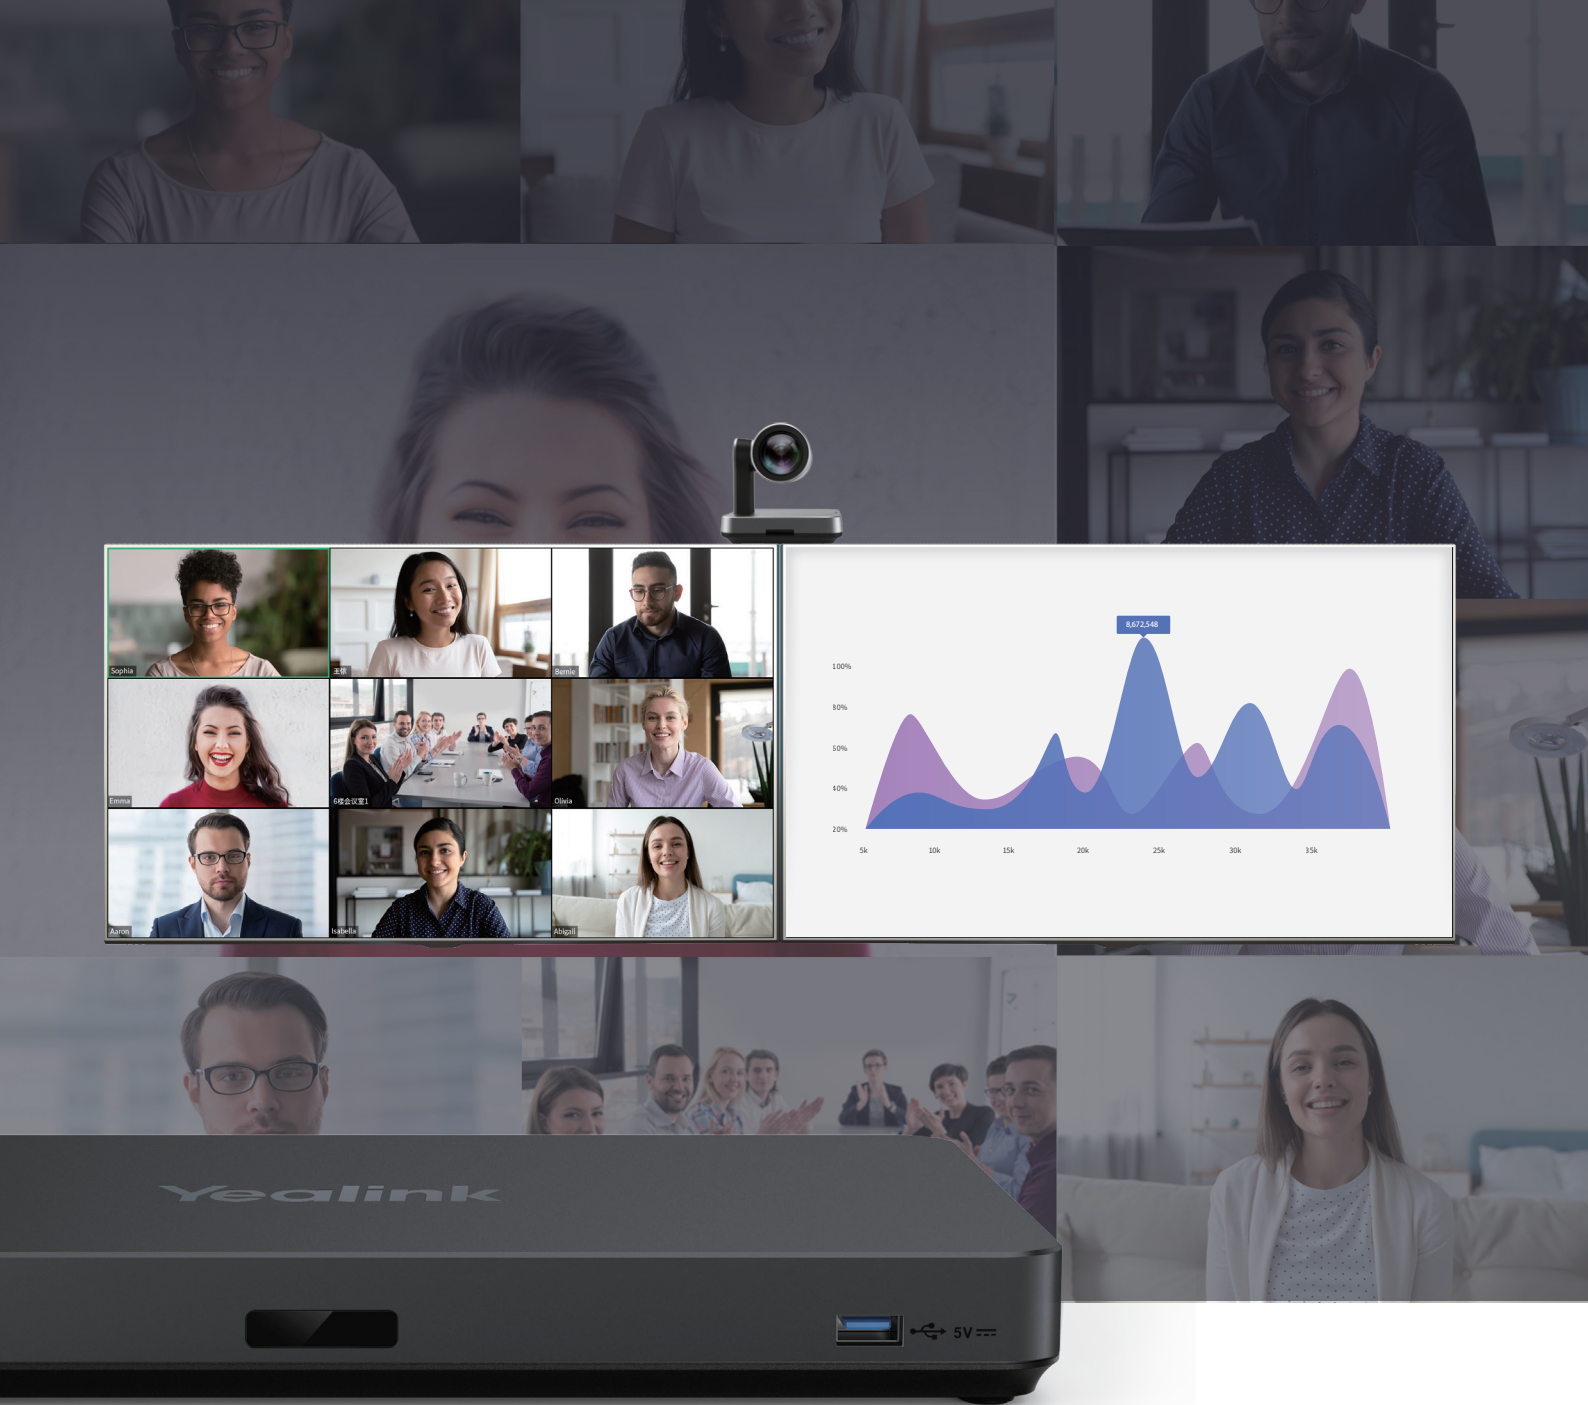 Sophia
王依
Bernie
Emma
6楼会议室1
Olivia
Aaron
Isabella
Abigail
8,672,548
100%
80%
60%
40%
20%
5k
10k
15k
20k
25k
30k
35k
Yealink
5V